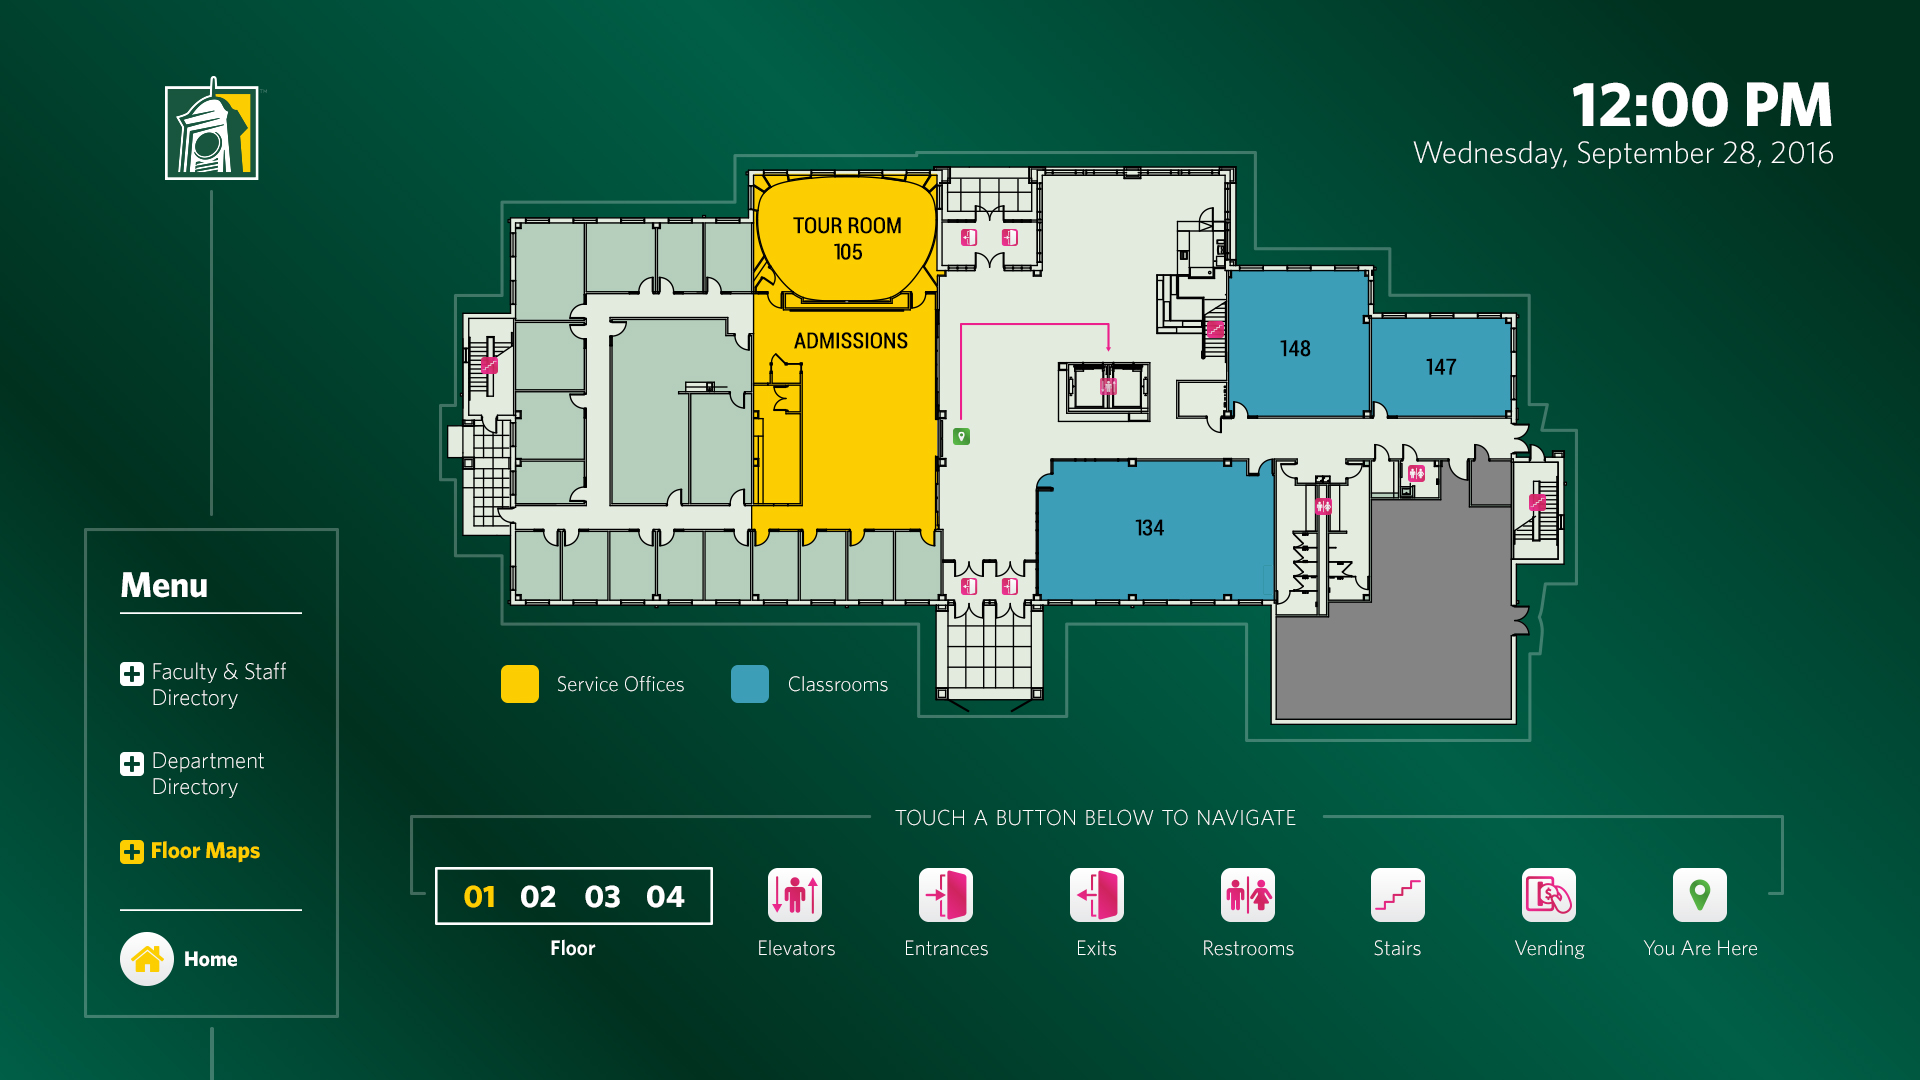 12:00 PM
Wednesday, September 28, 2016
TOUR ROOM
105
ADMISSIONS
148
147
134
Service Offices
Classrooms
Menu
Faculty & Staff
Directory
Department
Directory
Floor Maps
Home
TOUCH A BUTTON BELOW TO NAVIGATE
01 02 03 04
Floor
Elevators
Entrances
Exits
Restrooms
Stairs
Vending
You Are Here